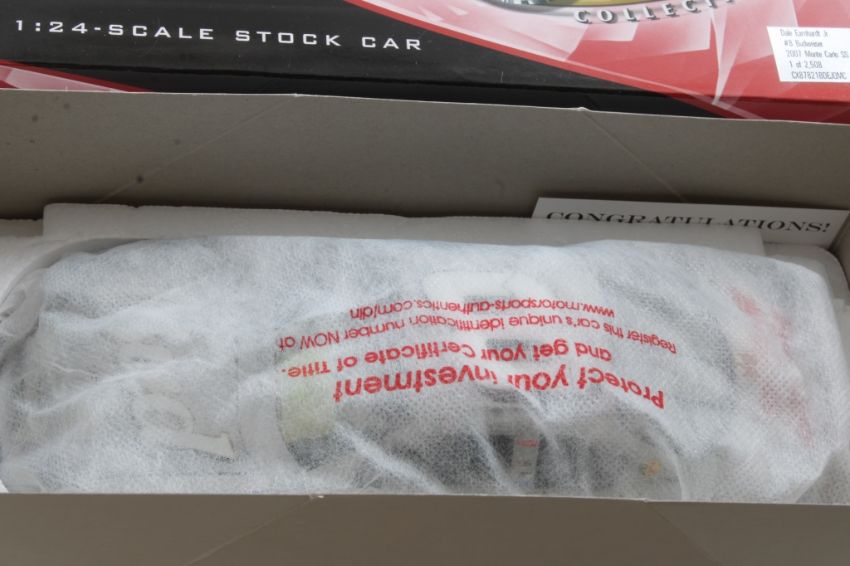 COLLECT
1:24-SCALE STOCK CAR
Dale Earnhardt Jr.
#8 Budweiser
2007 Monte Carlo SS
1 of 2,508
CX87821BDEJ3MC
CONGRATULATIONS!
Protect your investment
and get your Certificate of Title.
Register this car's unique identification number NOW at
www.motorsports-authentics.com/din